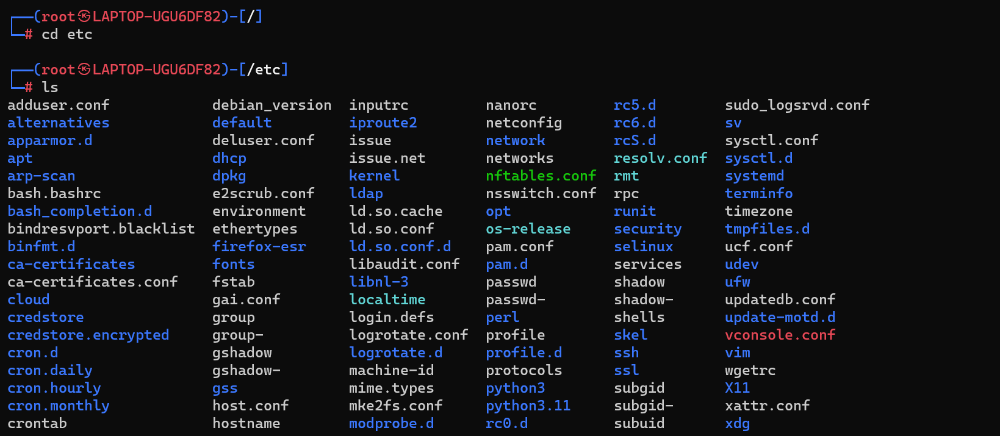 ┌──(root㉿LAPTOP-UGU6DF82)-[/]
└─# cd etc
┌──(root㉿LAPTOP-UGU6DF82)-[/etc]
└─# ls
adduser.conf debian_version inputrc nanorc rc5.d sudo_logsrvd.conf
alternatives default iproute2 netconfig rc6.d sv
apparmor.d deluser.conf issue network rcS.d sysctl.conf
apt dhcp issue.net networks resolv.conf sysctl.d
arp-scan dpkg kernel nftables.conf rmt systemd
bash.bashrc e2scrub.conf ldap nsswitch.conf rpc terminfo
bash_completion.d environment ld.so.cache opt runit timezone
bindresvport.blacklist ethertypes ld.so.conf os-release security tmpfiles.d
binfmt.d firefox-esr ld.so.conf.d pam.conf selinux ucf.conf
ca-certificates fonts libaudit.conf pam.d services udev
ca-certificates.conf fstab libnl-3 passwd shadow ufw
cloud gai.conf localtime passwd- shadow- updatedb.conf
credstore group login.defs perl shells update-motd.d
credstore.encrypted group- logrotate.conf profile skel vconsole.conf
cron.d gshadow logrotate.d profile.d ssh vim
cron.daily gshadow- machine-id protocols ssl wgetrc
cron.hourly gss mime.types python3 subgid X11
cron.monthly host.conf mke2fs.conf python3.11 subgid- xattr.conf
crontab hostname modprobe.d rc0.d subuid xdg